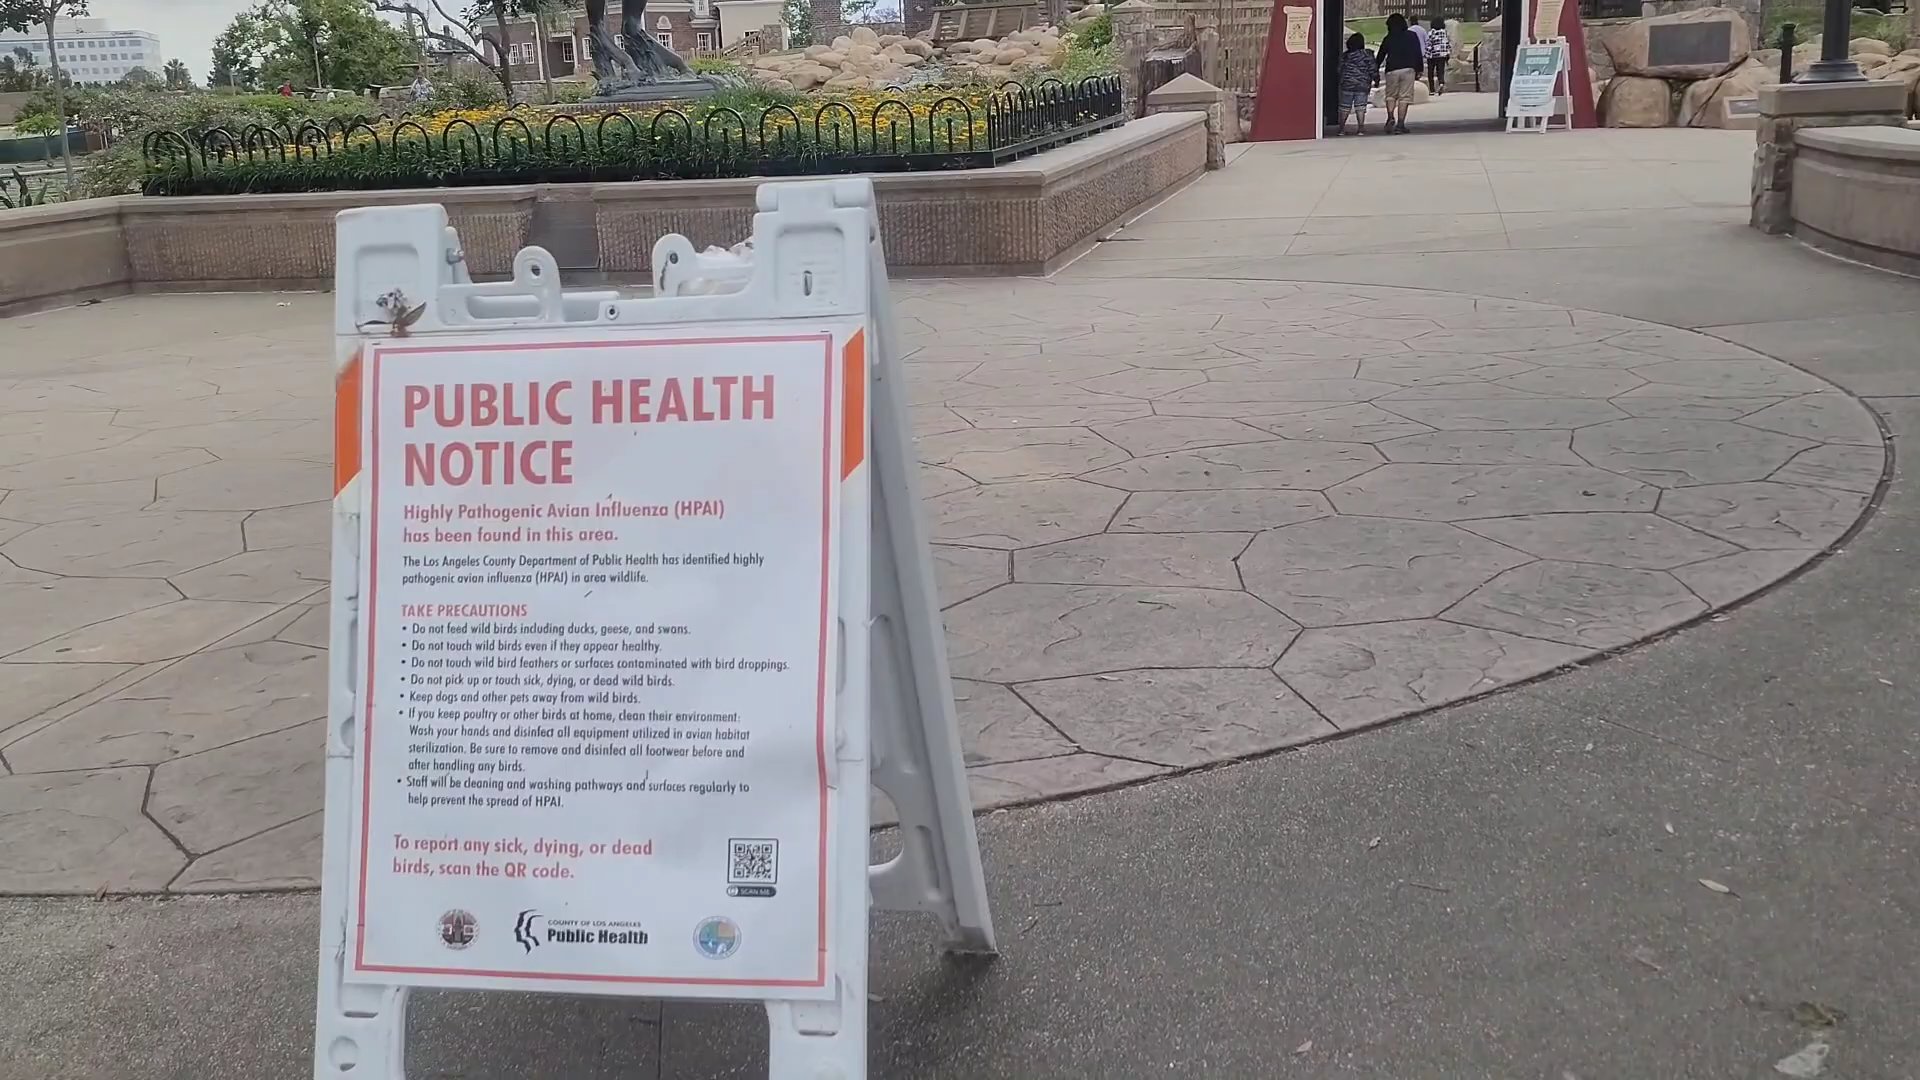 PUBLIC HEALTH
NOTICE
Highly Pathogenic Avian Influenza (HPAI)
has been found in this area.
The Los Angeles County Department of Public Health has identified highly
pathogenic avian influenza (HPAI) in area wildlife.
TAKE PRECAUTIONS
• Do not feed wild birds including ducks, geese, and swans.
• Do not touch wild birds even if they appear healthy.
• Do not touch wild bird feathers or surfaces contaminated with bird droppings.
• Do not pick up or touch sick, dying, or dead wild birds.
• Keep dogs and other pets away from wild birds.
• If you keep poultry or other birds at home, clean their environment:
Wash your hands and disinfect all equipment utilized in avian habitat
sterilization. Be sure to remove and disinfect all footwear before and
after handling any birds.
• Staff will be cleaning and washing pathways and surfaces regularly to
help prevent the spread of HPAI.
To report any sick, dying, or dead
birds, scan the QR code.
SCAN ME
COUNTY OF LOS ANGELES
Public Health